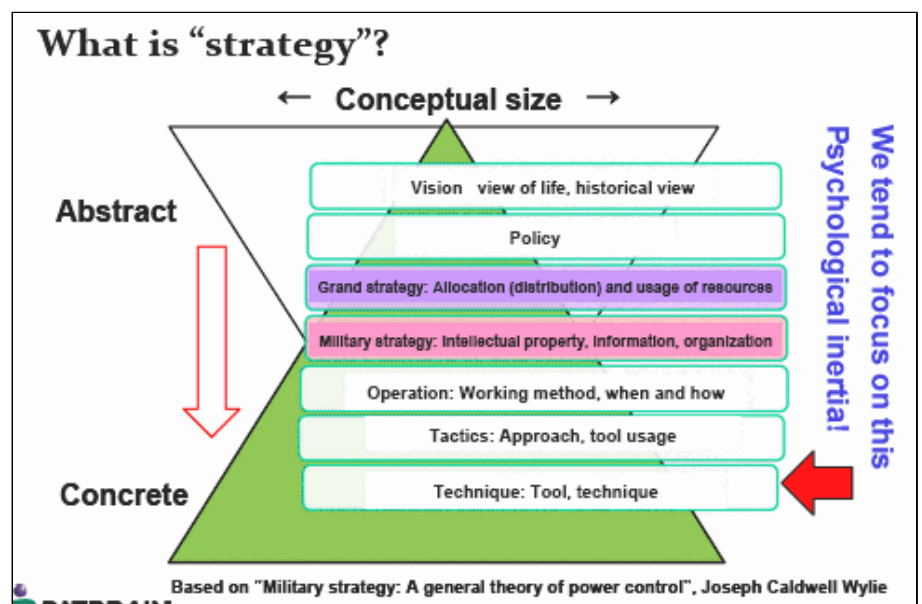 What is “strategy”?
← Conceptual size →
Abstract
Vision view of life, historical view
Policy
Grand strategy: Allocation (distribution) and usage of resources
Military strategy: Intellectual property, Information, organization
Operation: Working method, when and how
Tactics: Approach, tool usage
Technique: Tool, technique
Concrete
We tend to focus on this
Psychological inertia!
Based on "Military strategy: A general theory of power control", Joseph Caldwell Wylie